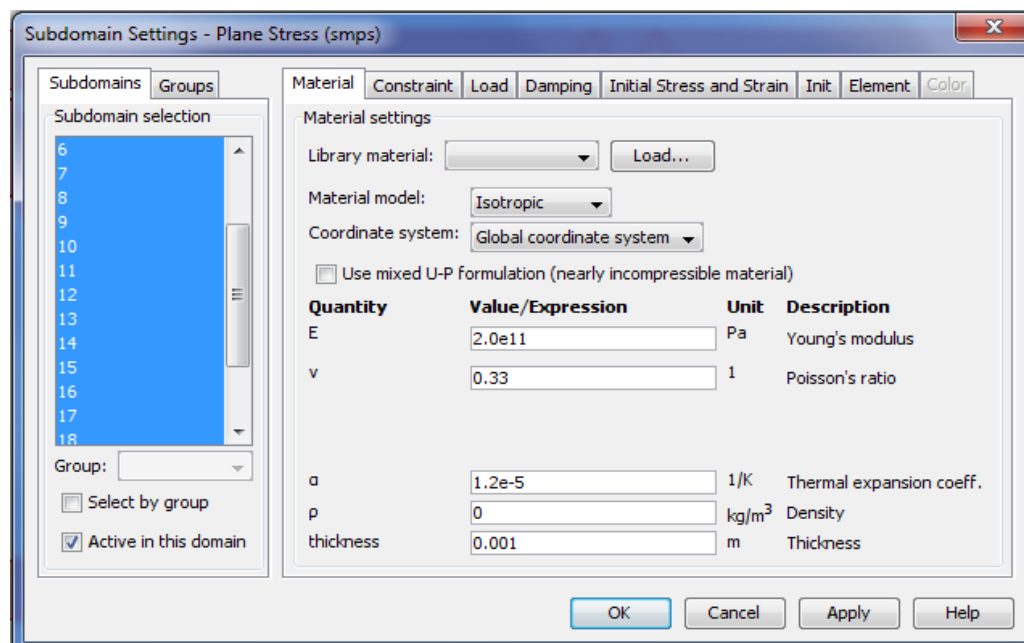 Subdomain Settings - Plane Stress (smps)
Subdomains Groups
Subdomain selection
6
7
8
9
10
11
12
13
14
15
16
17
18
Group:
Select by group
Active in this domain
Material Constraint Load Damping Initial Stress and Strain Init Element Color
Material settings
Library material: Load...
Material model: Isotropic
Coordinate system: Global coordinate system
Use mixed U-P formulation (nearly incompressible material)
Quantity Value/Expression Unit Description
E 2.0e11 Pa Young's modulus
ν 0.33 1 Poisson's ratio
α 1.2e-5 1/K Thermal expansion coeff.
ρ 0 kg/m³ Density
thickness 0.001 m Thickness
OK Cancel Apply Help